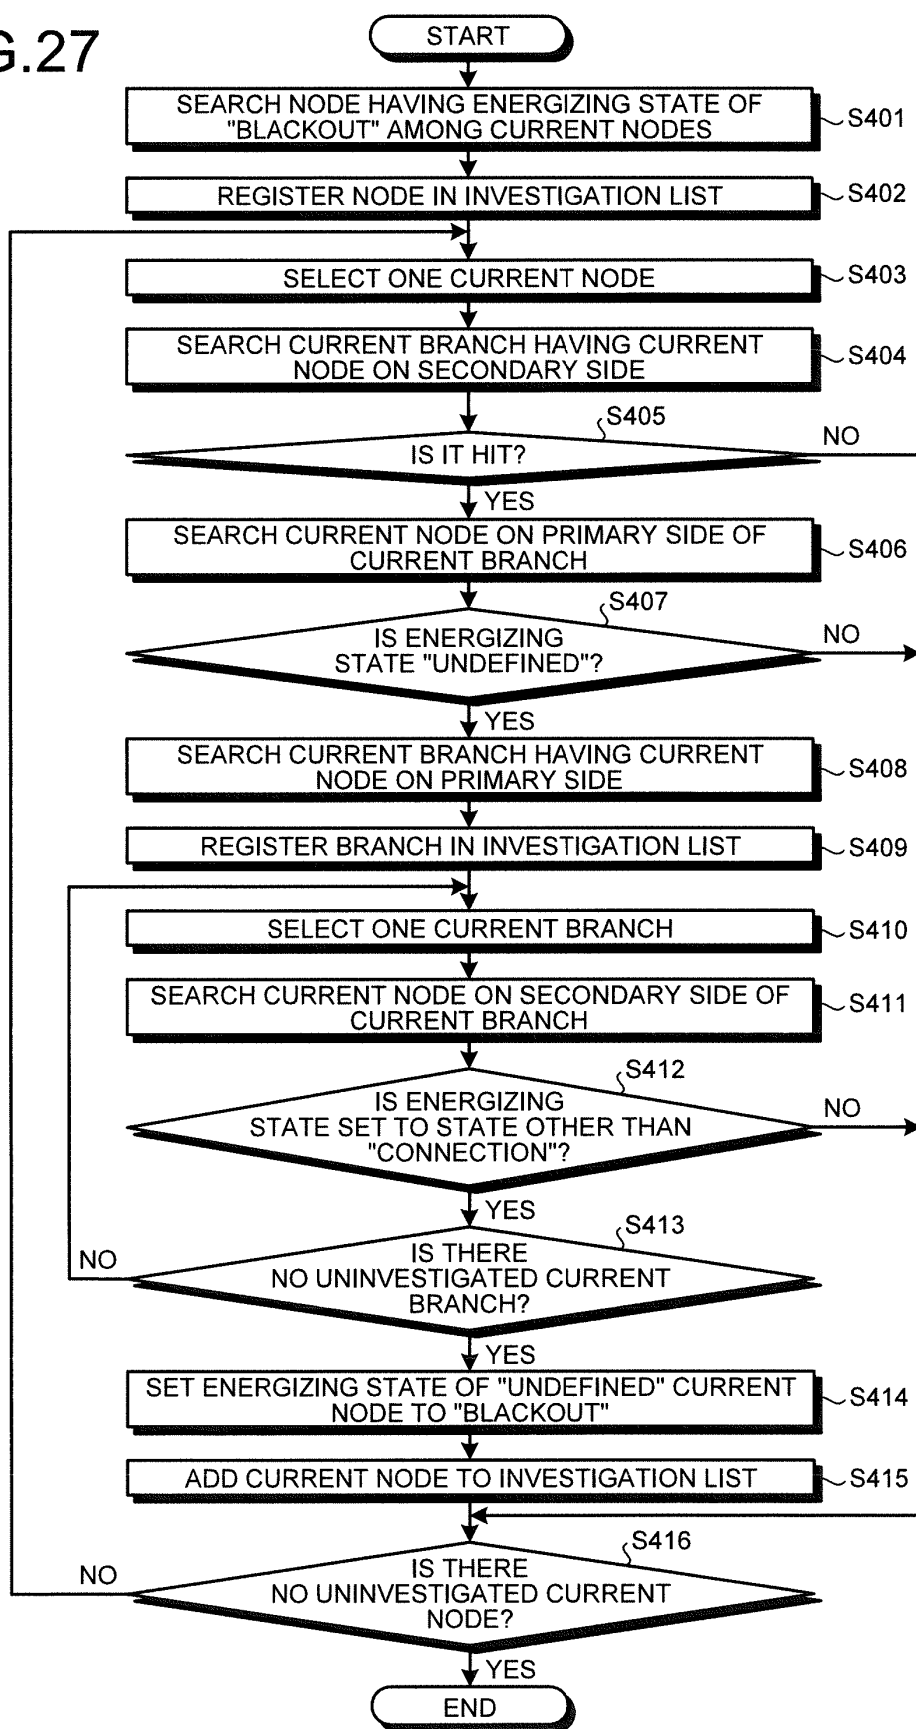 G.27
START
SEARCH NODE HAVING ENERGIZING STATE OF
"BLACKOUT" AMONG CURRENT NODES
S401
REGISTER NODE IN INVESTIGATION LIST
S402
SELECT ONE CURRENT NODE
S403
SEARCH CURRENT BRANCH HAVING CURRENT
NODE ON SECONDARY SIDE
S404
S405
IS IT HIT?
NO
YES
SEARCH CURRENT NODE ON PRIMARY SIDE OF
CURRENT BRANCH
S406
S407
IS ENERGIZING
STATE "UNDEFINED"?
NO
YES
SEARCH CURRENT BRANCH HAVING CURRENT
NODE ON PRIMARY SIDE
S408
REGISTER BRANCH IN INVESTIGATION LIST
S409
SELECT ONE CURRENT BRANCH
S410
SEARCH CURRENT NODE ON SECONDARY SIDE OF
CURRENT BRANCH
S411
S412
IS ENERGIZING
STATE SET TO STATE OTHER THAN
"CONNECTION"?
NO
YES
S413
NO
IS THERE
NO UNINVESTIGATED CURRENT
BRANCH?
YES
SET ENERGIZING STATE OF "UNDEFINED" CURRENT
NODE TO "BLACKOUT"
S414
ADD CURRENT NODE TO INVESTIGATION LIST
S415
S416
NO
IS THERE
NO UNINVESTIGATED CURRENT
NODE?
YES
END